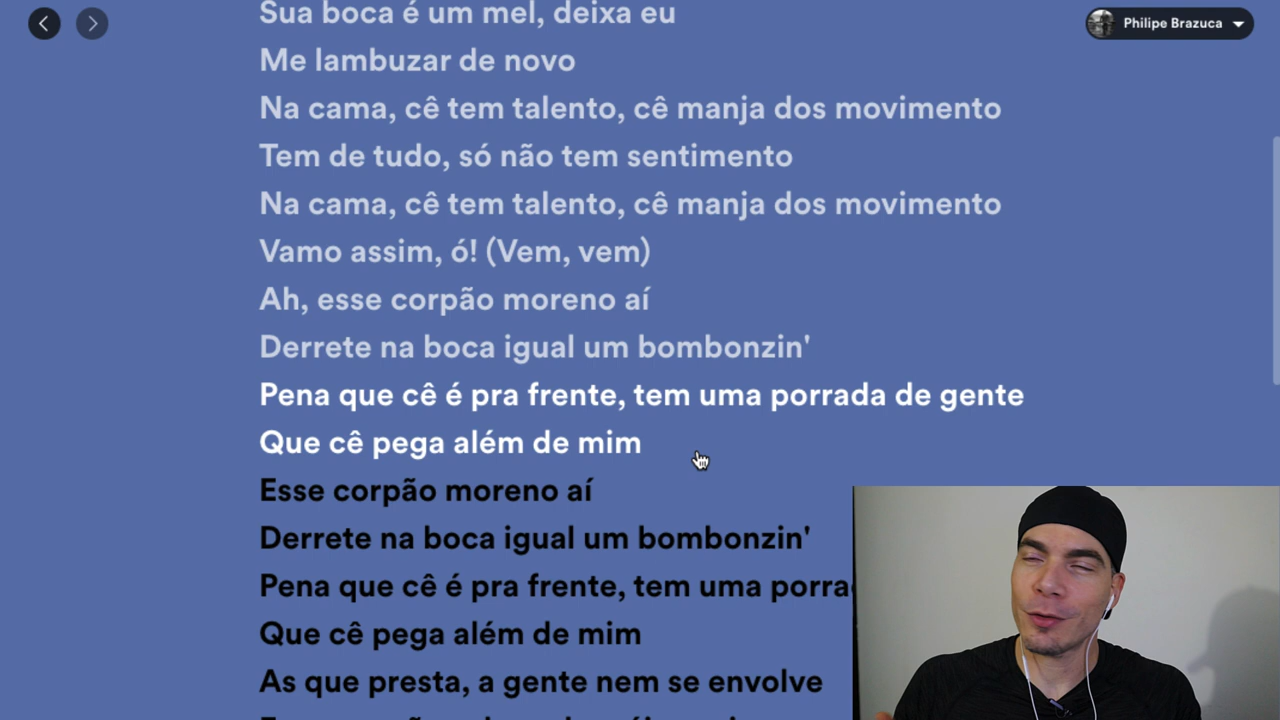 Philipe Brazuca
Sua boca é um mel, deixa eu
Me lambuzar de novo
Na cama, cê tem talento, cê manja dos movimento
Tem de tudo, só não tem sentimento
Na cama, cê tem talento, cê manja dos movimento
Vamo assim, ó! (Vem, vem)
Ah, esse corpão moreno aí
Derrete na boca igual um bombonzin'
Pena que cê é pra frente, tem uma porrada de gente
Que cê pega além de mim
Esse corpão moreno aí
Derrete na boca igual um bombonzin'
Pena que cê é pra frente, tem uma porra
Que cê pega além de mim
As que presta, a gente nem se envolve